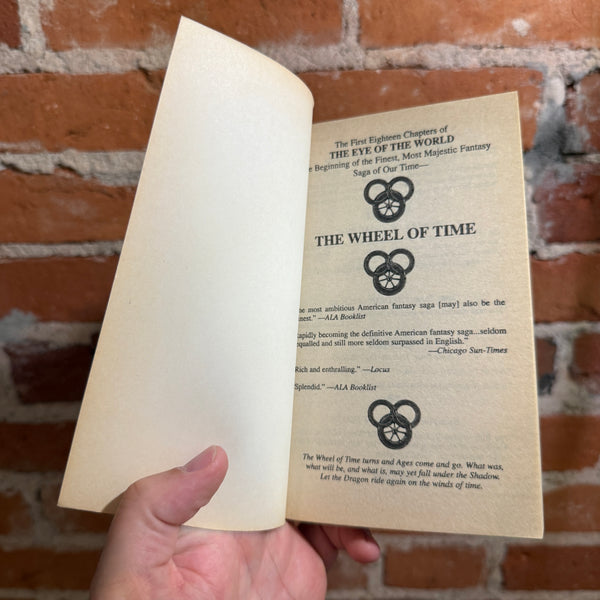 The First Eighteen Chapters of
THE EYE OF THE WORLD
Beginning of the Finest, Most Majestic Fantasy
Saga of Our Time—
THE WHEEL OF TIME
most ambitious American fantasy saga [may] also be the
—ALA Booklist
Rapidly becoming the definitive American fantasy saga...seldom
equalled and still more seldom surpassed in English."
—Chicago Sun-Times
Rich and enthralling." —Locus
Splendid." —ALA Booklist
The Wheel of Time turns and Ages come and go. What was,
what will be, and what is, may yet fall under the Shadow.
Let the Dragon ride again on the winds of time.